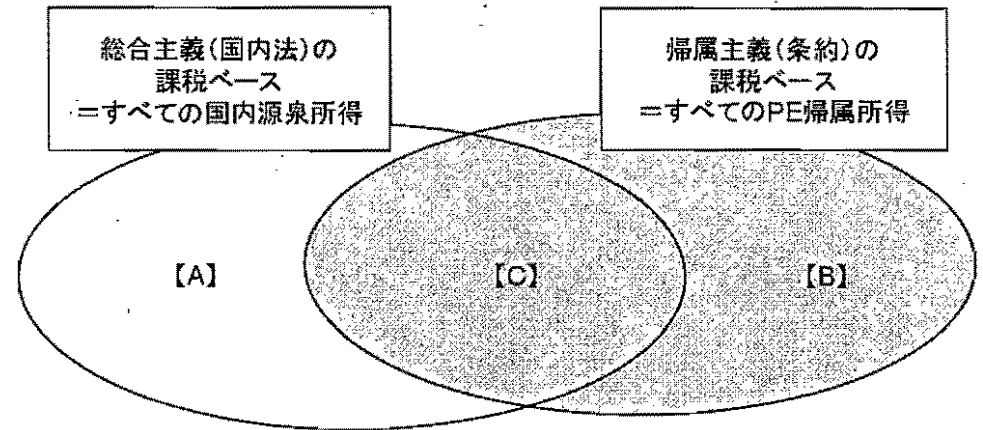 総合主義(国内法)の
課税ベース
＝すべての国内源泉所得
帰属主義(条約)の
課税ベース
＝すべてのPE帰属所得
【A】
【C】
【B】